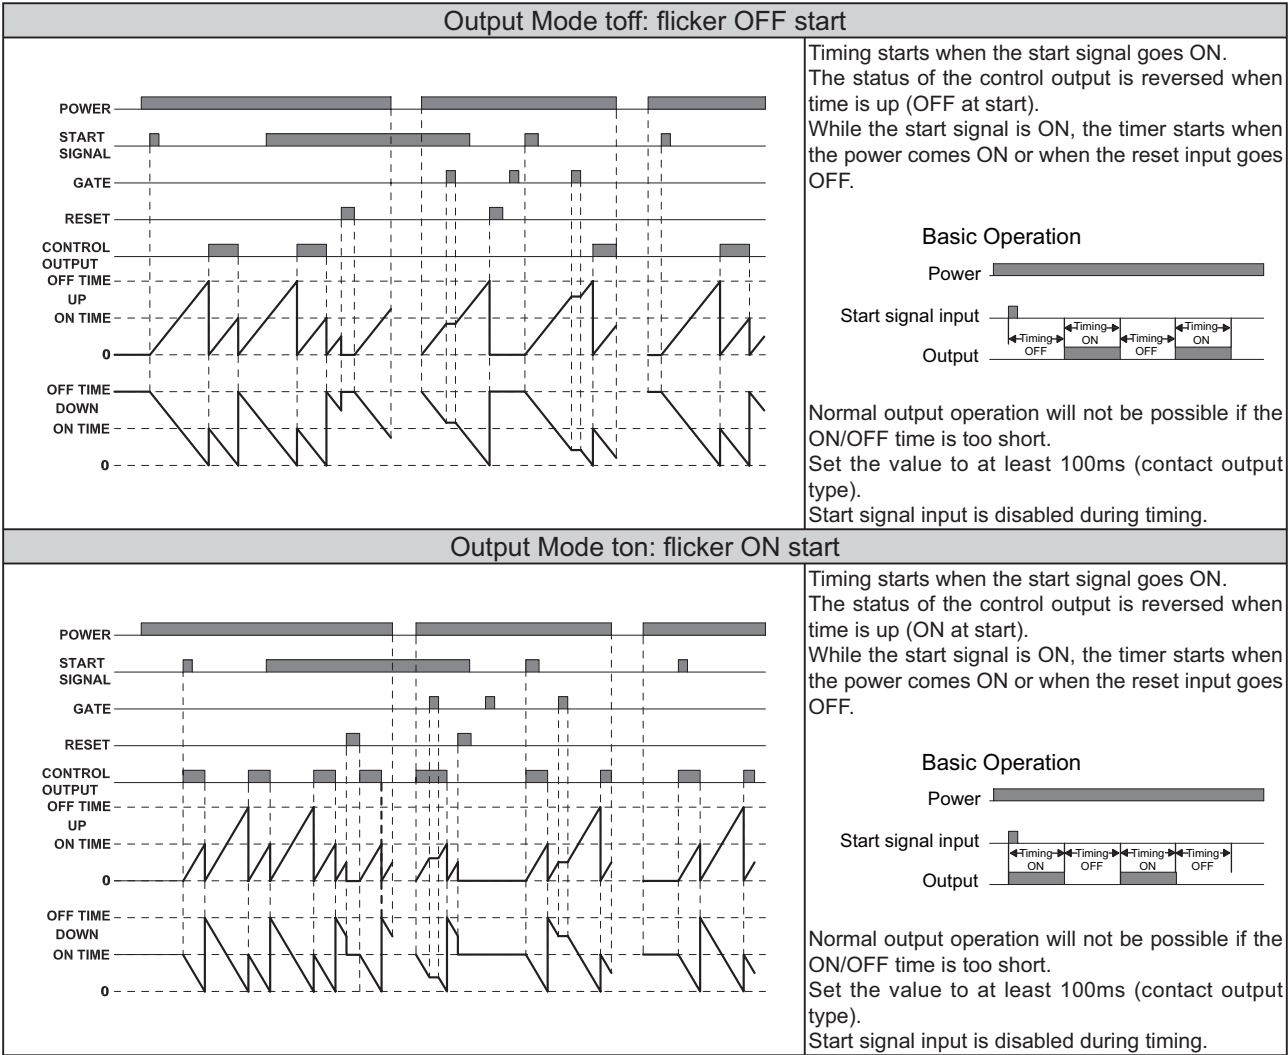 Output Mode toff: flicker OFF start
POWER
START
SIGNAL
GATE
RESET
CONTROL
OUTPUT
OFF TIME
UP
ON TIME
0
OFF TIME
DOWN
ON TIME
0
Timing starts when the start signal goes ON.
The status of the control output is reversed when
time is up (OFF at start).
While the start signal is ON, the timer starts when
the power comes ON or when the reset input goes
OFF.
Basic Operation
Power
Start signal input
Output
Timing OFF
Timing ON
Timing OFF
Timing ON
Normal output operation will not be possible if the
ON/OFF time is too short.
Set the value to at least 100ms (contact output
type).
Start signal input is disabled during timing.
Output Mode ton: flicker ON start
POWER
START
SIGNAL
GATE
RESET
CONTROL
OUTPUT
OFF TIME
UP
ON TIME
0
OFF TIME
DOWN
ON TIME
0
Timing starts when the start signal goes ON.
The status of the control output is reversed when
time is up (ON at start).
While the start signal is ON, the timer starts when
the power comes ON or when the reset input goes
OFF.
Basic Operation
Power
Start signal input
Output
Timing ON
Timing OFF
Timing ON
Timing OFF
Normal output operation will not be possible if the
ON/OFF time is too short.
Set the value to at least 100ms (contact output
type).
Start signal input is disabled during timing.